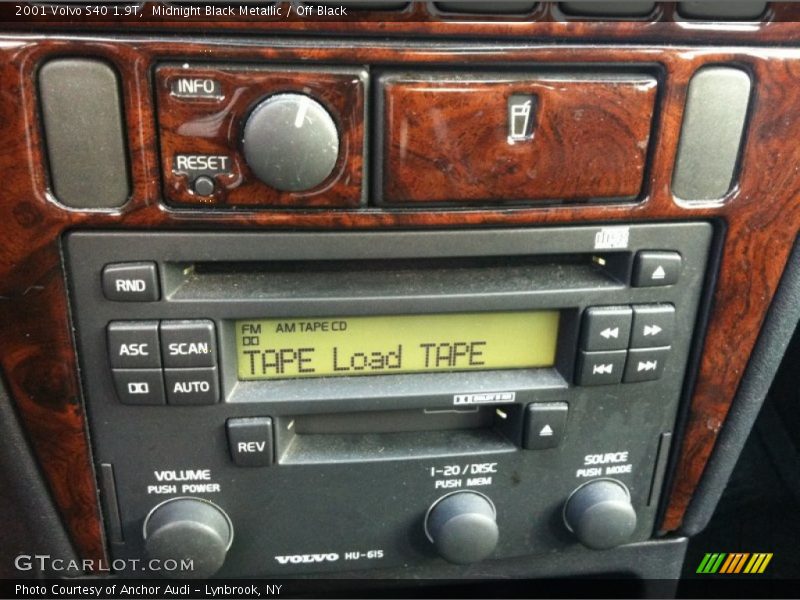 2001 Volvo S40 1.9T, Midnight Black Metallic / Off Black
INFO
RESET
RND
ASC
SCAN
AUTO
FM AM TAPE CD
TAPE Load TAPE
REV
VOLUME
PUSH POWER
1-20 / DISC
PUSH MEM
SOURCE
PUSH MODE
VOLVO HU-615
GTCARLOT.COM
Photo Courtesy of Anchor Audi - Lynbrook, NY